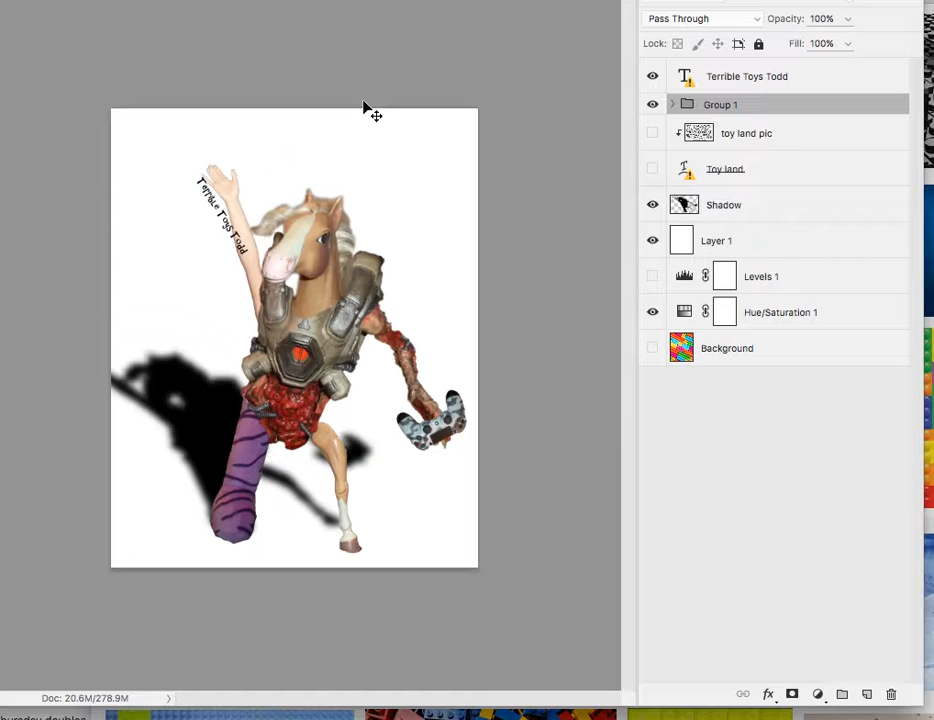 Pass Through
Opacity: 100%
Lock:
Fill: 100%
T Terrible Toys Todd
Group 1
toy land pic
T Toy land
Shadow
Layer 1
Levels 1
Hue/Saturation 1
Background
Terrible Toys Todd
Doc: 20.6M/278.9M
fx